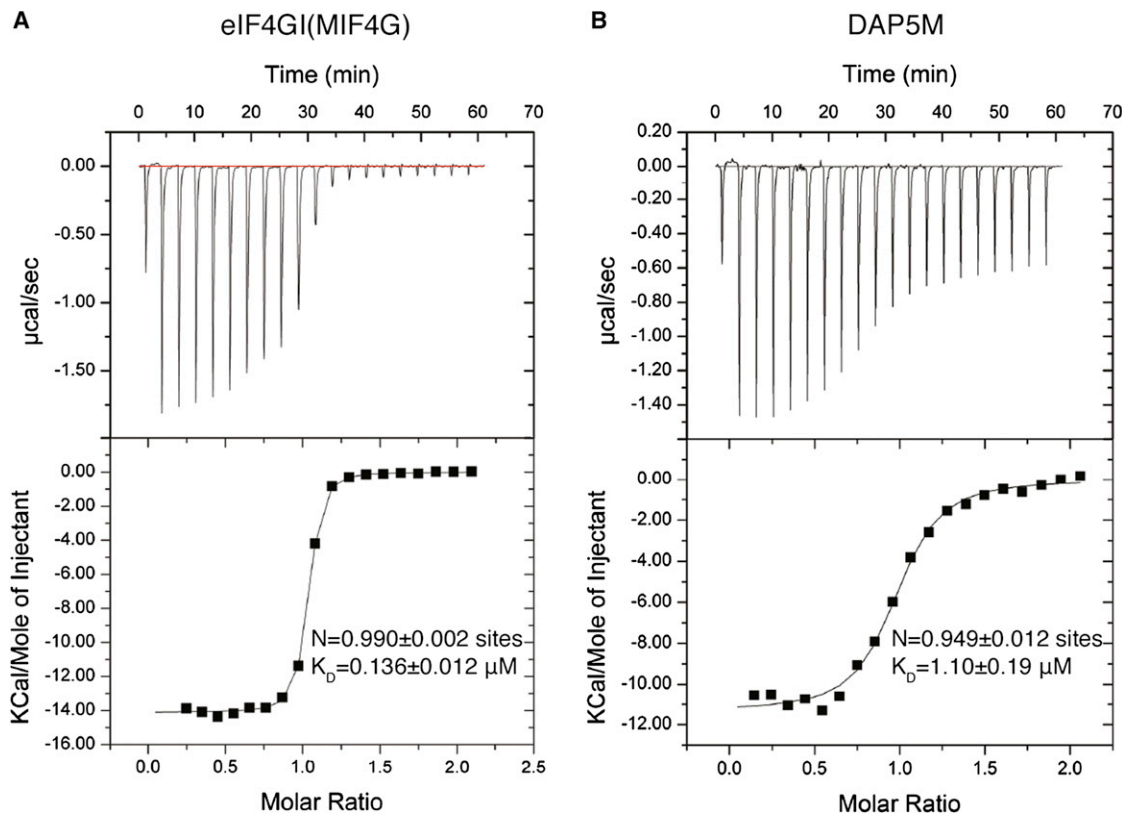 A
eIF4GI(MIF4G)
Time (min)
0 10 20 30 40 50 60 70
0.00
-0.50
-1.00
-1.50
µcal/sec
0.00
-2.00
-4.00
-6.00
-8.00
-10.00
-12.00
-14.00
-16.00
KCal/Mole of Injectant
N=0.990±0.002 sites
KD=0.136±0.012 µM
0.0 0.5 1.0 1.5 2.0 2.5
Molar Ratio
B
DAP5M
Time (min)
0 10 20 30 40 50 60 70
0.20
0.00
-0.20
-0.40
-0.60
-0.80
-1.00
-1.20
-1.40
µcal/sec
0.00
-2.00
-4.00
-6.00
-8.00
-10.00
-12.00
KCal/Mole of Injectant
N=0.949±0.012 sites
KD=1.10±0.19 µM
0.0 0.5 1.0 1.5 2.0
Molar Ratio